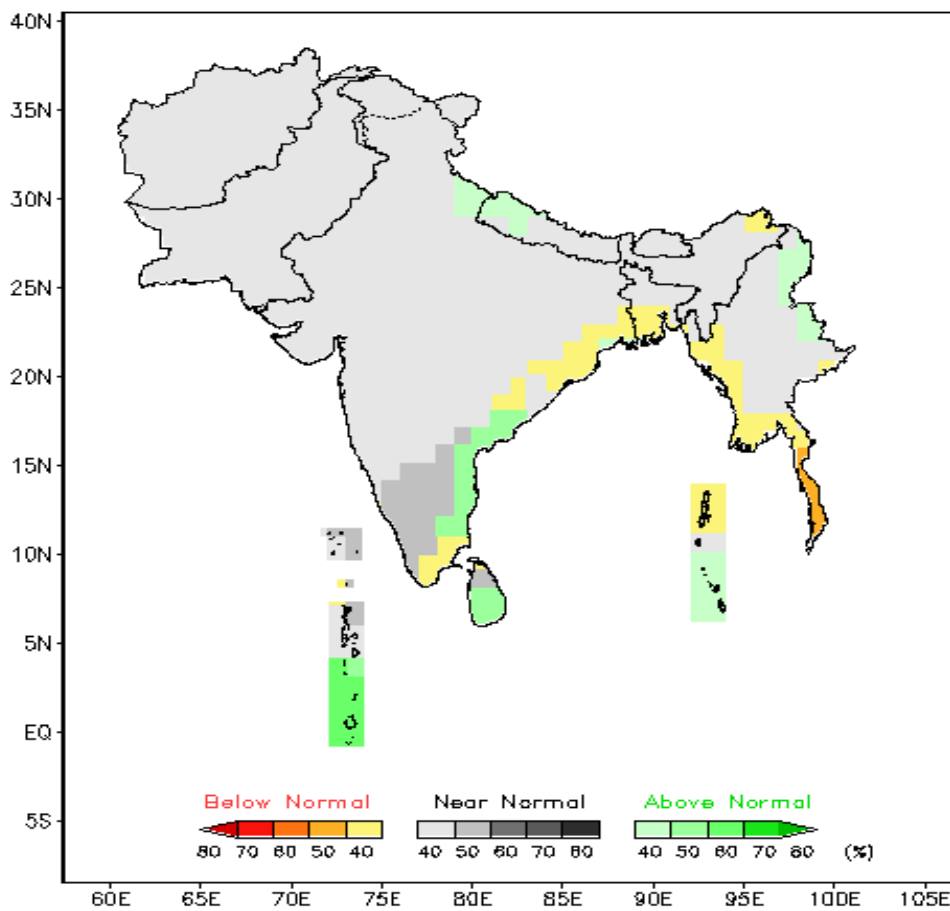 40N
35N
30N
25N
20N
15N
10N
5N
EQ
5S
Below Normal Near Normal Above Normal
80 70 60 50 40 40 50 60 70 80 40 50 60 70 80 (%)
60E 65E 70E 75E 80E 85E 90E 95E 100E 105E